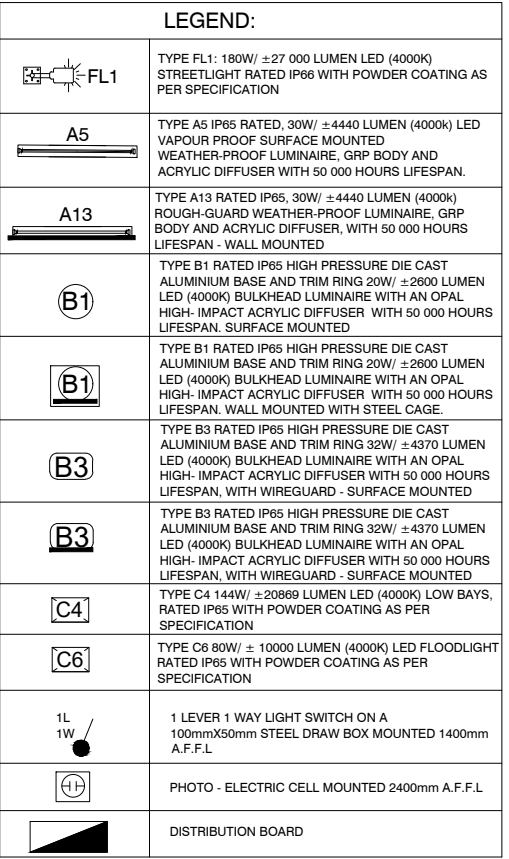 LEGEND:
FL1
TYPE FL1: 180W/ ±27 000 LUMEN LED (4000K)
STREETLIGHT RATED IP66 WITH POWDER COATING AS
PER SPECIFICATION
A5
TYPE A5 IP65 RATED, 30W/ ±4440 LUMEN (4000k) LED
VAPOUR PROOF SURFACE MOUNTED
WEATHER-PROOF LUMINAIRE, GRP BODY AND
ACRYLIC DIFFUSER WITH 50 000 HOURS LIFESPAN.
A13
TYPE A13 RATED IP65, 30W/ ±4440 LUMEN (4000k)
ROUGH-GUARD WEATHER-PROOF LUMINAIRE, GRP
BODY AND ACRYLIC DIFFUSER, WITH 50 000 HOURS
LIFESPAN - WALL MOUNTED
B1
TYPE B1 RATED IP65 HIGH PRESSURE DIE CAST
ALUMINIUM BASE AND TRIM RING 20W/ ±2600 LUMEN
LED (4000K) BULKHEAD LUMINAIRE WITH AN OPAL
HIGH- IMPACT ACRYLIC DIFFUSER WITH 50 000 HOURS
LIFESPAN. SURFACE MOUNTED
B1
TYPE B1 RATED IP65 HIGH PRESSURE DIE CAST
ALUMINIUM BASE AND TRIM RING 20W/ ±2600 LUMEN
LED (4000K) BULKHEAD LUMINAIRE WITH AN OPAL
HIGH- IMPACT ACRYLIC DIFFUSER WITH 50 000 HOURS
LIFESPAN. WALL MOUNTED WITH STEEL CAGE.
B3
TYPE B3 RATED IP65 HIGH PRESSURE DIE CAST
ALUMINIUM BASE AND TRIM RING 32W/ ±4370 LUMEN
LED (4000K) BULKHEAD LUMINAIRE WITH AN OPAL
HIGH- IMPACT ACRYLIC DIFFUSER WITH 50 000 HOURS
LIFESPAN, WITH WIREGUARD - SURFACE MOUNTED
B3
TYPE B3 RATED IP65 HIGH PRESSURE DIE CAST
ALUMINIUM BASE AND TRIM RING 32W/ ±4370 LUMEN
LED (4000K) BULKHEAD LUMINAIRE WITH AN OPAL
HIGH- IMPACT ACRYLIC DIFFUSER WITH 50 000 HOURS
LIFESPAN, WITH WIREGUARD - SURFACE MOUNTED
C4
TYPE C4 144W/ ±20869 LUMEN LED (4000K) LOW BAYS,
RATED IP65 WITH POWDER COATING AS PER
SPECIFICATION
C6
TYPE C6 80W/ ± 10000 LUMEN (4000K) LED FLOODLIGHT
RATED IP65 WITH POWDER COATING AS PER
SPECIFICATION
1L
1W
1 LEVER 1 WAY LIGHT SWITCH ON A
100mmX50mm STEEL DRAW BOX MOUNTED 1400mm
A.F.F.L
PHOTO - ELECTRIC CELL MOUNTED 2400mm A.F.F.L
DISTRIBUTION BOARD